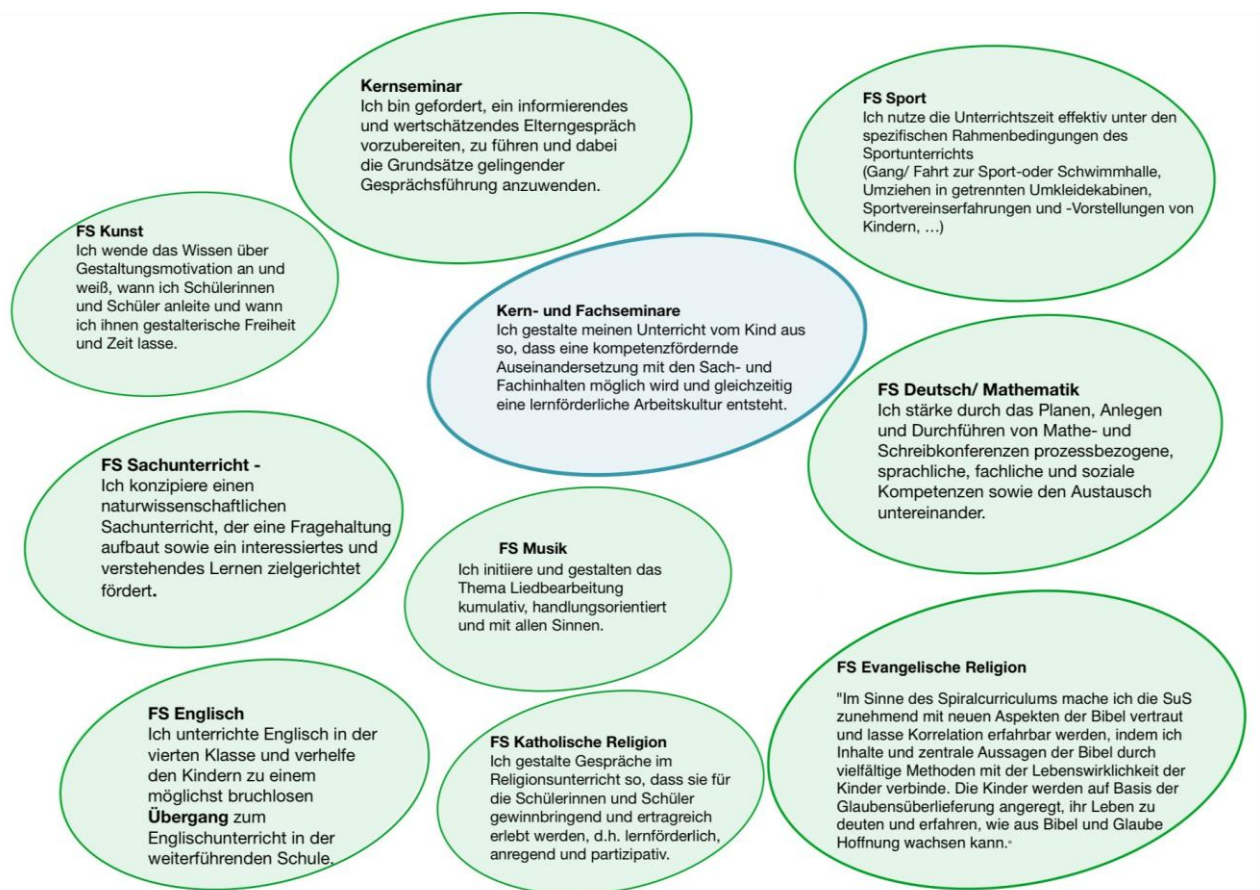 Kernseminar
Ich bin gefordert, ein informierendes
und wertschätzendes Elterngespräch
vorzubereiten, zu führen und dabei
die Grundsätze gelingender
Gesprächsführung anzuwenden.
FS Sport
Ich nutze die Unterrichtszeit effektiv unter den
spezifischen Rahmenbedingungen des
Sportunterrichts
(Gang/ Fahrt zur Sport-oder Schwimmhalle,
Umziehen in getrennten Umkleidekabinen,
Sportvereinserfahrungen und -Vorstellungen von
Kindern, …)
FS Kunst
Ich wende das Wissen über
Gestaltungsmotivation an und
weiß, wann ich Schülerinnen
und Schüler anleite und wann
ich ihnen gestalterische Freiheit
und Zeit lasse.
Kern- und Fachseminare
Ich gestalte meinen Unterricht vom Kind aus
so, dass eine kompetenzfördernde
Auseinandersetzung mit den Sach- und
Fachinhalten möglich wird und gleichzeitig
eine lernförderliche Arbeitskultur entsteht.
FS Deutsch/ Mathematik
Ich stärke durch das Planen, Anlegen
und Durchführen von Mathe- und
Schreibkonferenzen prozessbezogene,
sprachliche, fachliche und soziale
Kompetenzen sowie den Austausch
untereinander.
FS Sachunterricht -
Ich konzipiere einen
naturwissenschaftlichen
Sachunterricht, der eine Fragehaltung
aufbaut sowie ein interessiertes und
verstehendes Lernen zielgerichtet
fördert.
FS Musik
Ich initiiere und gestalten das
Thema Liedbearbeitung
kumulativ, handlungsorientiert
und mit allen Sinnen.
FS Englisch
Ich unterrichte Englisch in der
vierten Klasse und verhelfe
den Kindern zu einem
möglichst bruchlosen
Übergang zum
Englischunterricht in der
weiterführenden Schule.
FS Katholische Religion
Ich gestalte Gespräche im
Religionsunterricht so, dass sie für
die Schülerinnen und Schüler
gewinnbringend und ertragreich
erlebt werden, d.h. lernförderlich,
anregend und partizipativ.
FS Evangelische Religion
"Im Sinne des Spiralcurriculums mache ich die SuS
zunehmend mit neuen Aspekten der Bibel vertraut
und lasse Korrelation erfahrbar werden, indem ich
Inhalte und zentrale Aussagen der Bibel durch
vielfältige Methoden mit der Lebenswirklichkeit der
Kinder verbinde. Die Kinder werden auf Basis der
Glaubensüberlieferung angeregt, ihr Leben zu
deuten und erfahren, wie aus Bibel und Glaube
Hoffnung wachsen kann."